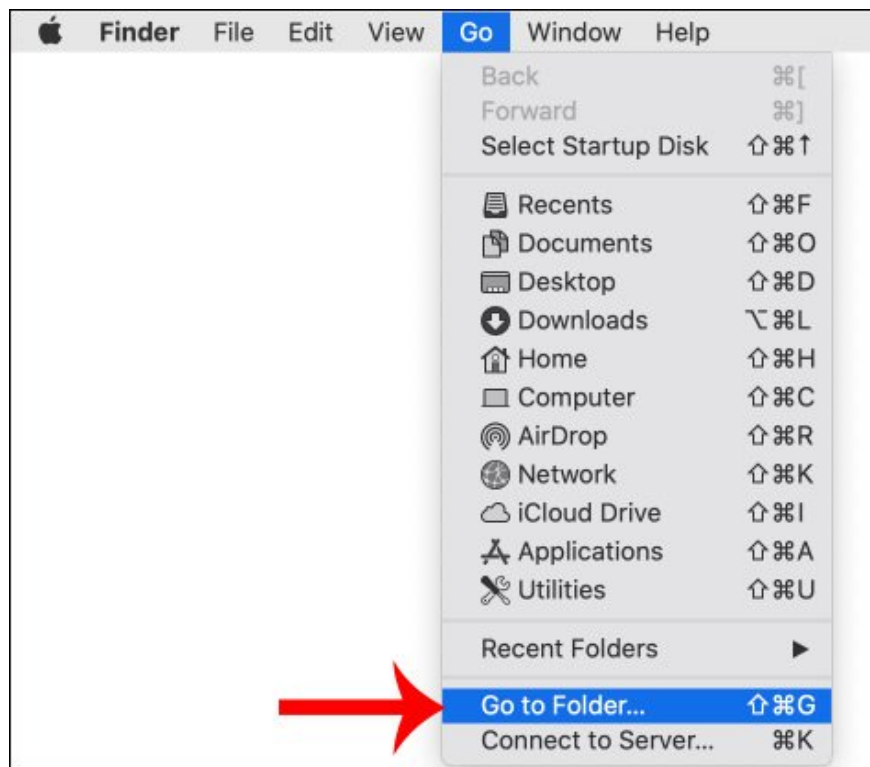 Finder File Edit View Go Window Help
Back ⌘[
Forward ⌘]
Select Startup Disk ⇧⌘↑
Recents ⇧⌘F
Documents ⇧⌘O
Desktop ⇧⌘D
Downloads ⌥⌘L
Home ⇧⌘H
Computer ⇧⌘C
AirDrop ⇧⌘R
Network ⇧⌘K
iCloud Drive ⇧⌘I
Applications ⇧⌘A
Utilities ⇧⌘U
Recent Folders ▶
Go to Folder... ⇧⌘G
Connect to Server... ⌘K